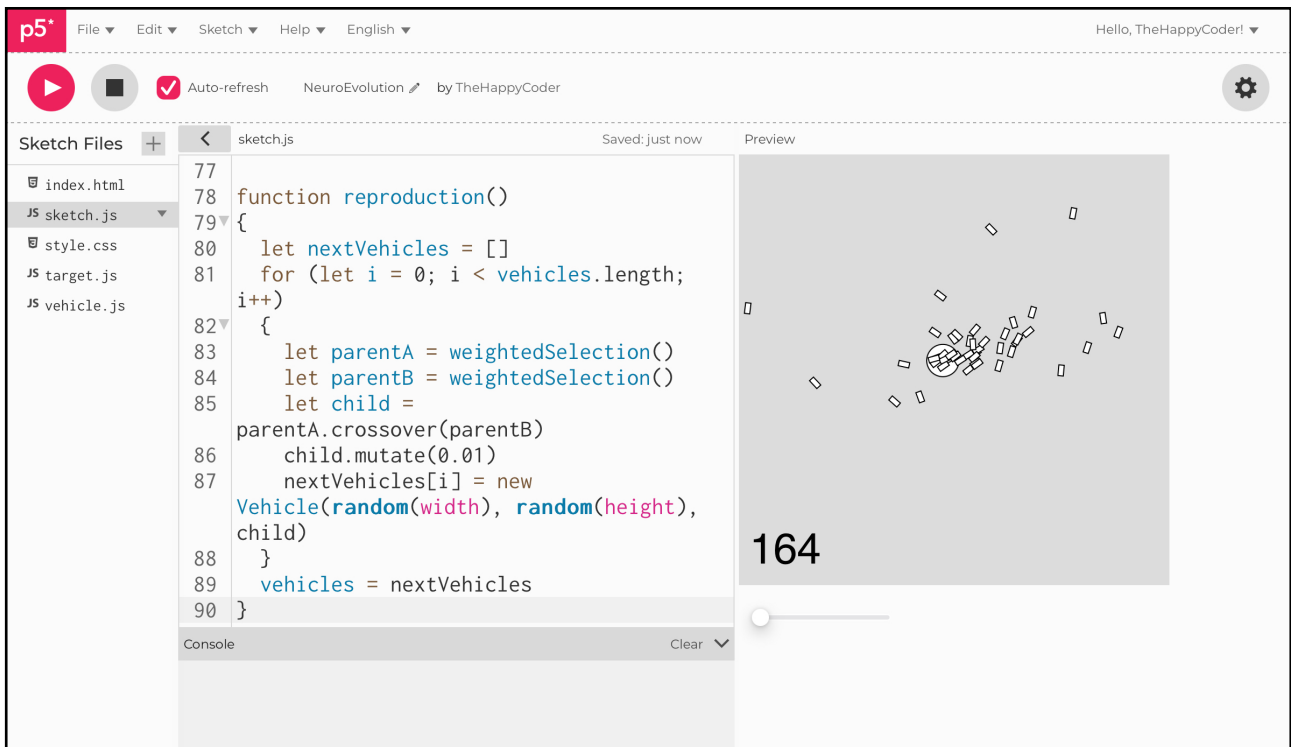 p5* File Edit Sketch Help English Hello, TheHappyCoder!
Auto-refresh NeuroEvolution by TheHappyCoder
Sketch Files +
index.html
JS sketch.js
style.css
JS target.js
JS vehicle.js
sketch.js Saved: just now
77
78 function reproduction()
79 {
80 let nextVehicles = []
81 for (let i = 0; i < vehicles.length;
i++)
82 {
83 let parentA = weightedSelection()
84 let parentB = weightedSelection()
85 let child =
parentA.crossover(parentB)
86 child.mutate(0.01)
87 nextVehicles[i] = new
Vehicle(random(width), random(height),
child)
88 }
89 vehicles = nextVehicles
90 }
Console Clear
Preview
164